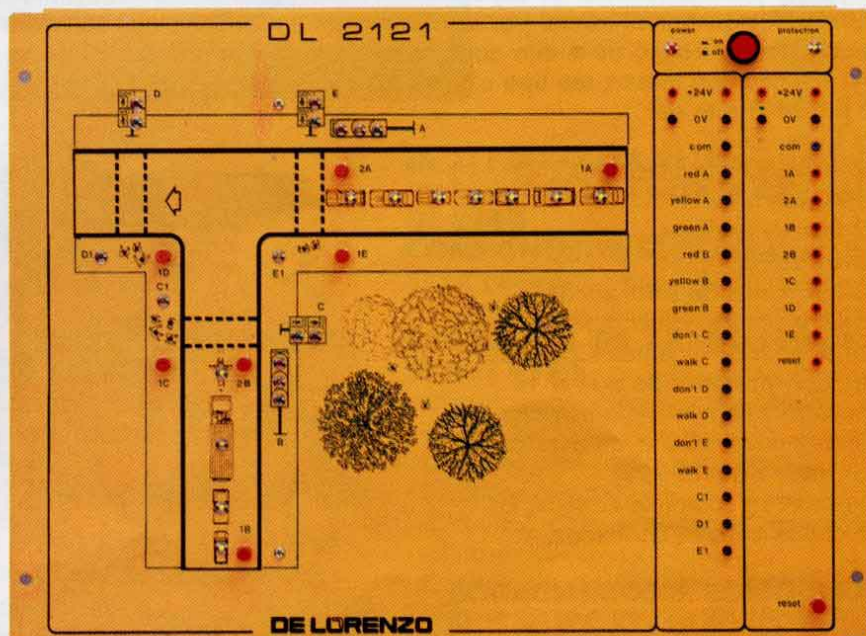 DL 2121
power
on
off
protection
D
E
A
2A
1A
D1
1D
C1
E1
1E
C
1C
2B
B
1B
+24V
0V
com
red A
yellow A
green A
red B
yellow B
green B
don't C
walk C
don't D
walk D
don't E
walk E
C1
D1
E1
+24V
0V
com
1A
2A
1B
2B
1C
1D
1E
reset
reset
DE LORENZO